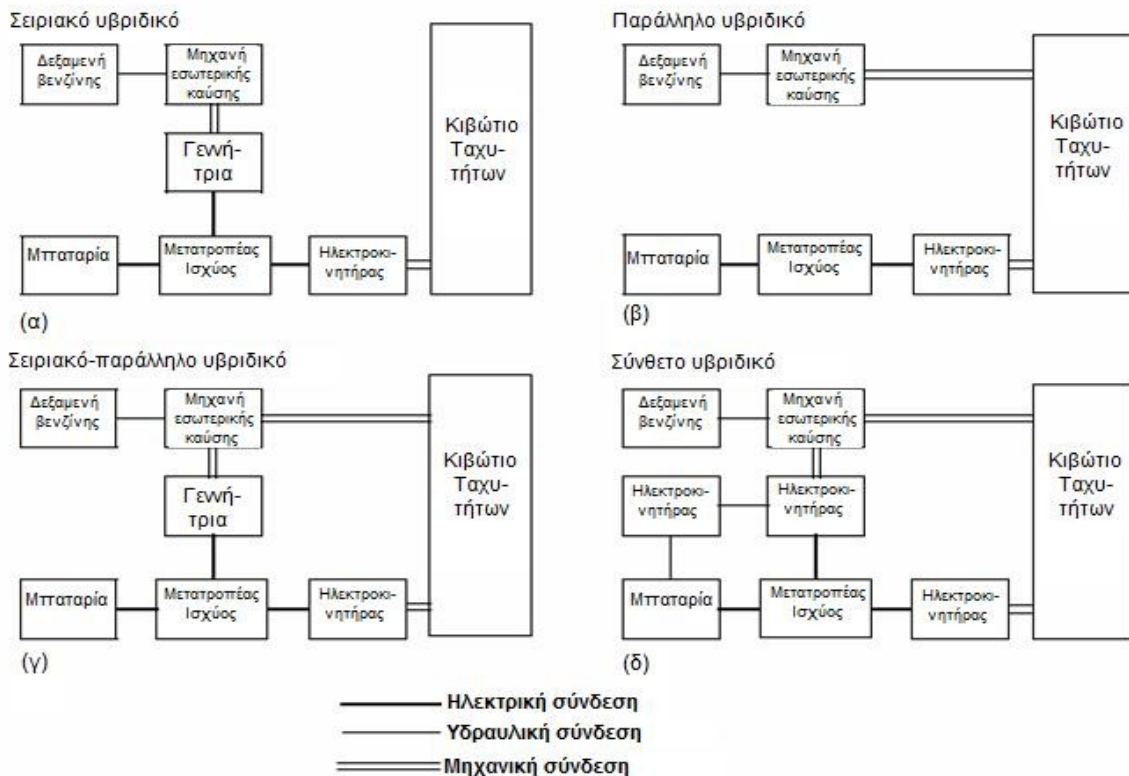 Σειριακό υβριδικό
Δεξαμενή
βενζίνης
Μηχανή
εσωτερικής
καύσης
Γεννή-
τρια
Μπαταρία
Μετατροπέας
Ισχύος
Ηλεκτροκι-
νητήρας
Κιβώτιο
Ταχυ-
τήτων
(α)
Παράλληλο υβριδικό
Δεξαμενή
βενζίνης
Μηχανή
εσωτερικής
καύσης
Μπαταρία
Μετατροπέας
Ισχύος
Ηλεκτροκι-
νητήρας
Κιβώτιο
Ταχυ-
τήτων
(β)
Σειριακό-παράλληλο υβριδικό
Δεξαμενή
βενζίνης
Μηχανή
εσωτερικής
καύσης
Γεννή-
τρια
Μπαταρία
Μετατροπέας
Ισχύος
Ηλεκτροκι-
νητήρας
Κιβώτιο
Ταχυ-
τήτων
(γ)
Σύνθετο υβριδικό
Δεξαμενή
βενζίνης
Μηχανή
εσωτερικής
καύσης
Ηλεκτροκι-
νητήρας
Ηλεκτροκι-
νητήρας
Μπαταρία
Μετατροπέας
Ισχύος
Ηλεκτροκι-
νητήρας
Κιβώτιο
Ταχυ-
τήτων
(δ)
Ηλεκτρική σύνδεση
Υδραυλική σύνδεση
Μηχανική σύνδεση